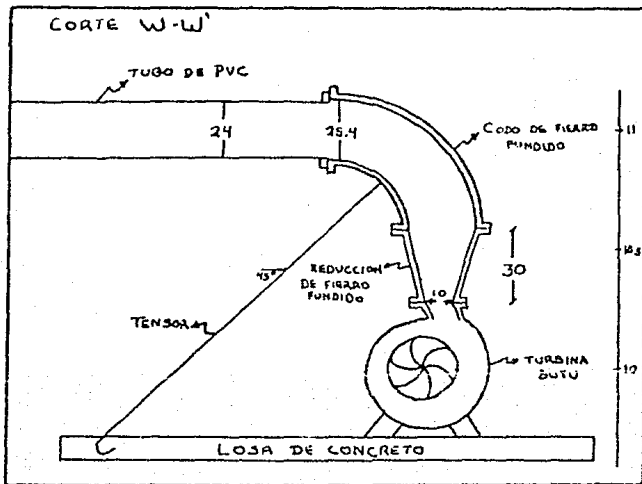 CORTE W-W'
TUBO DE PVC
24
25.4
CODO DE FIERRO
FUNDIDO
11
45°
REDUCCION
DE FIERRO
FUNDIDO
30
10
TENSOR
TURBINA
LOSA DE CONCRETO